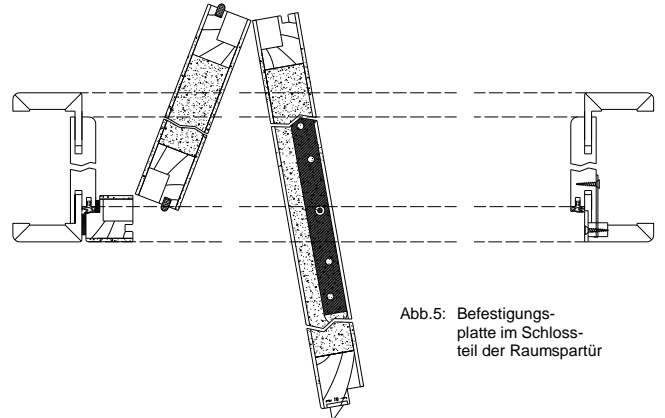 Abb.5: Befestigungs-
platte im Schloss-
teil der Raumspartür